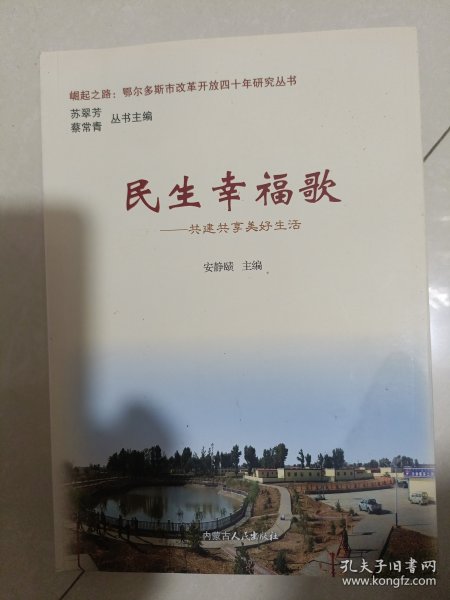 崛起之路：鄂尔多斯市改革开放四十年研究丛书
苏翠芳
蔡常青 丛书主编
民生幸福歌
——共建共享美好生活
安静赜 主编
内蒙古人民出版社
孔夫子旧书网
www.kongfz.com